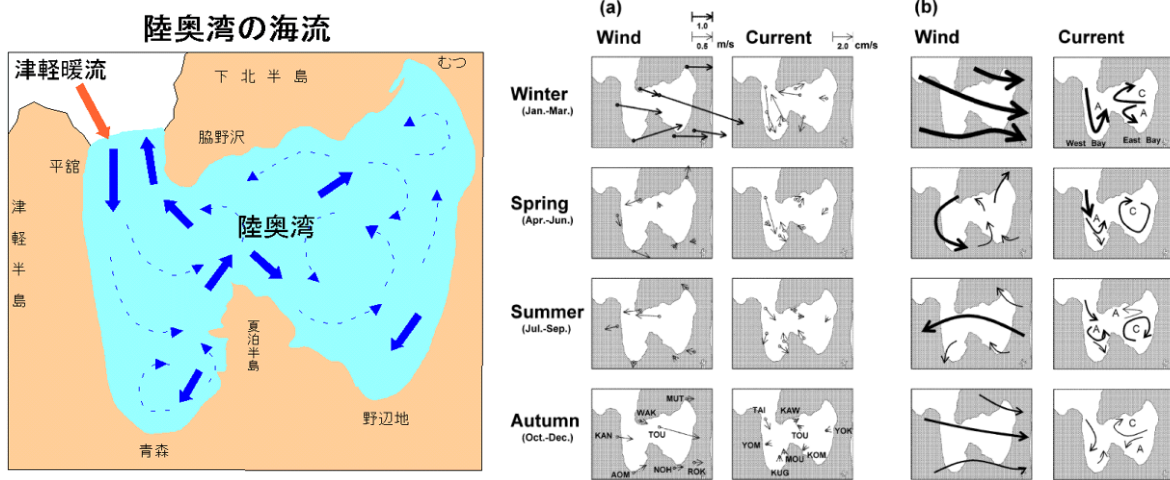 陸奥湾の海流
津軽暖流
下北半島
むつ
脇野沢
平舘
津軽半島
陸奥湾
夏泊半島
野辺地
青森
(a)
1.0
0.5 m/s
2.0 cm/s
Wind
Current
Winter
(Jan.-Mar.)
Spring
(Apr.-Jun.)
Summer
(Jul.-Sep.)
Autumn
(Oct.-Dec.)
MUT
WAK
KAN
TOU
AOM
NOH
ROK
TAI
KAW
YOM
TOU
YOK
MOU
KOM
KUG
(b)
Wind
Current
A
C
A
West Bay
East Bay
A
C
A
A
C
C
A